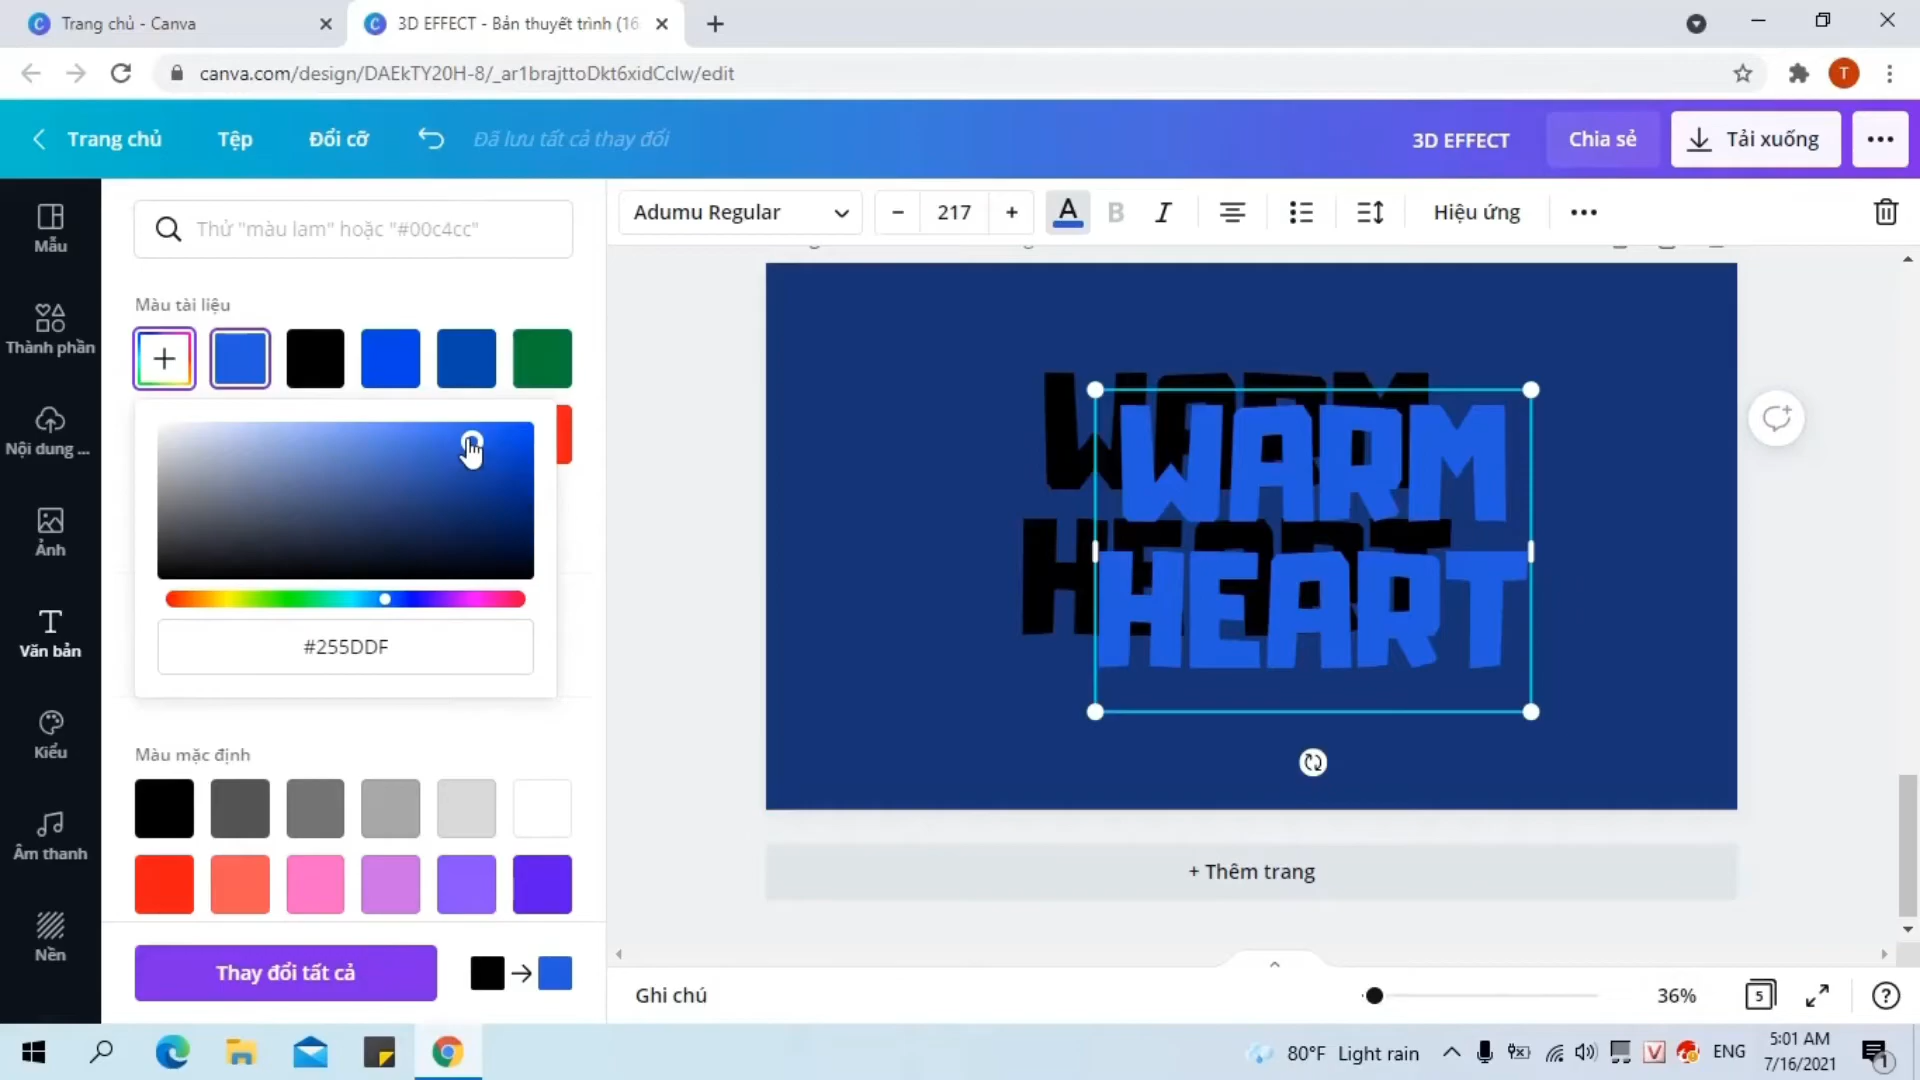 Trang chủ - Canva
3D EFFECT - Bản thuyết trình (16
canva.com/design/DAEkTY20H-8/_ar1brajttoDkt6xidCclw/edit
T
Trang chủ
Tệp
Đổi cỡ
Đã lưu tất cả thay đổi
3D EFFECT
Chia sẻ
Tải xuống
Mẫu
Thành phần
Nội dung ...
Ảnh
Văn bản
Kiểu
Âm thanh
Nền
Thử "màu lam" hoặc "#00c4cc"
Màu tài liệu
#255DDF
Màu mặc định
Thay đổi tất cả
Adumu Regular
217
A
B
I
Hiệu ứng
WARM
HEART
WARM
HEART
+ Thêm trang
Ghi chú
36%
5
80°F Light rain
ENG
5:01 AM
7/16/2021
1